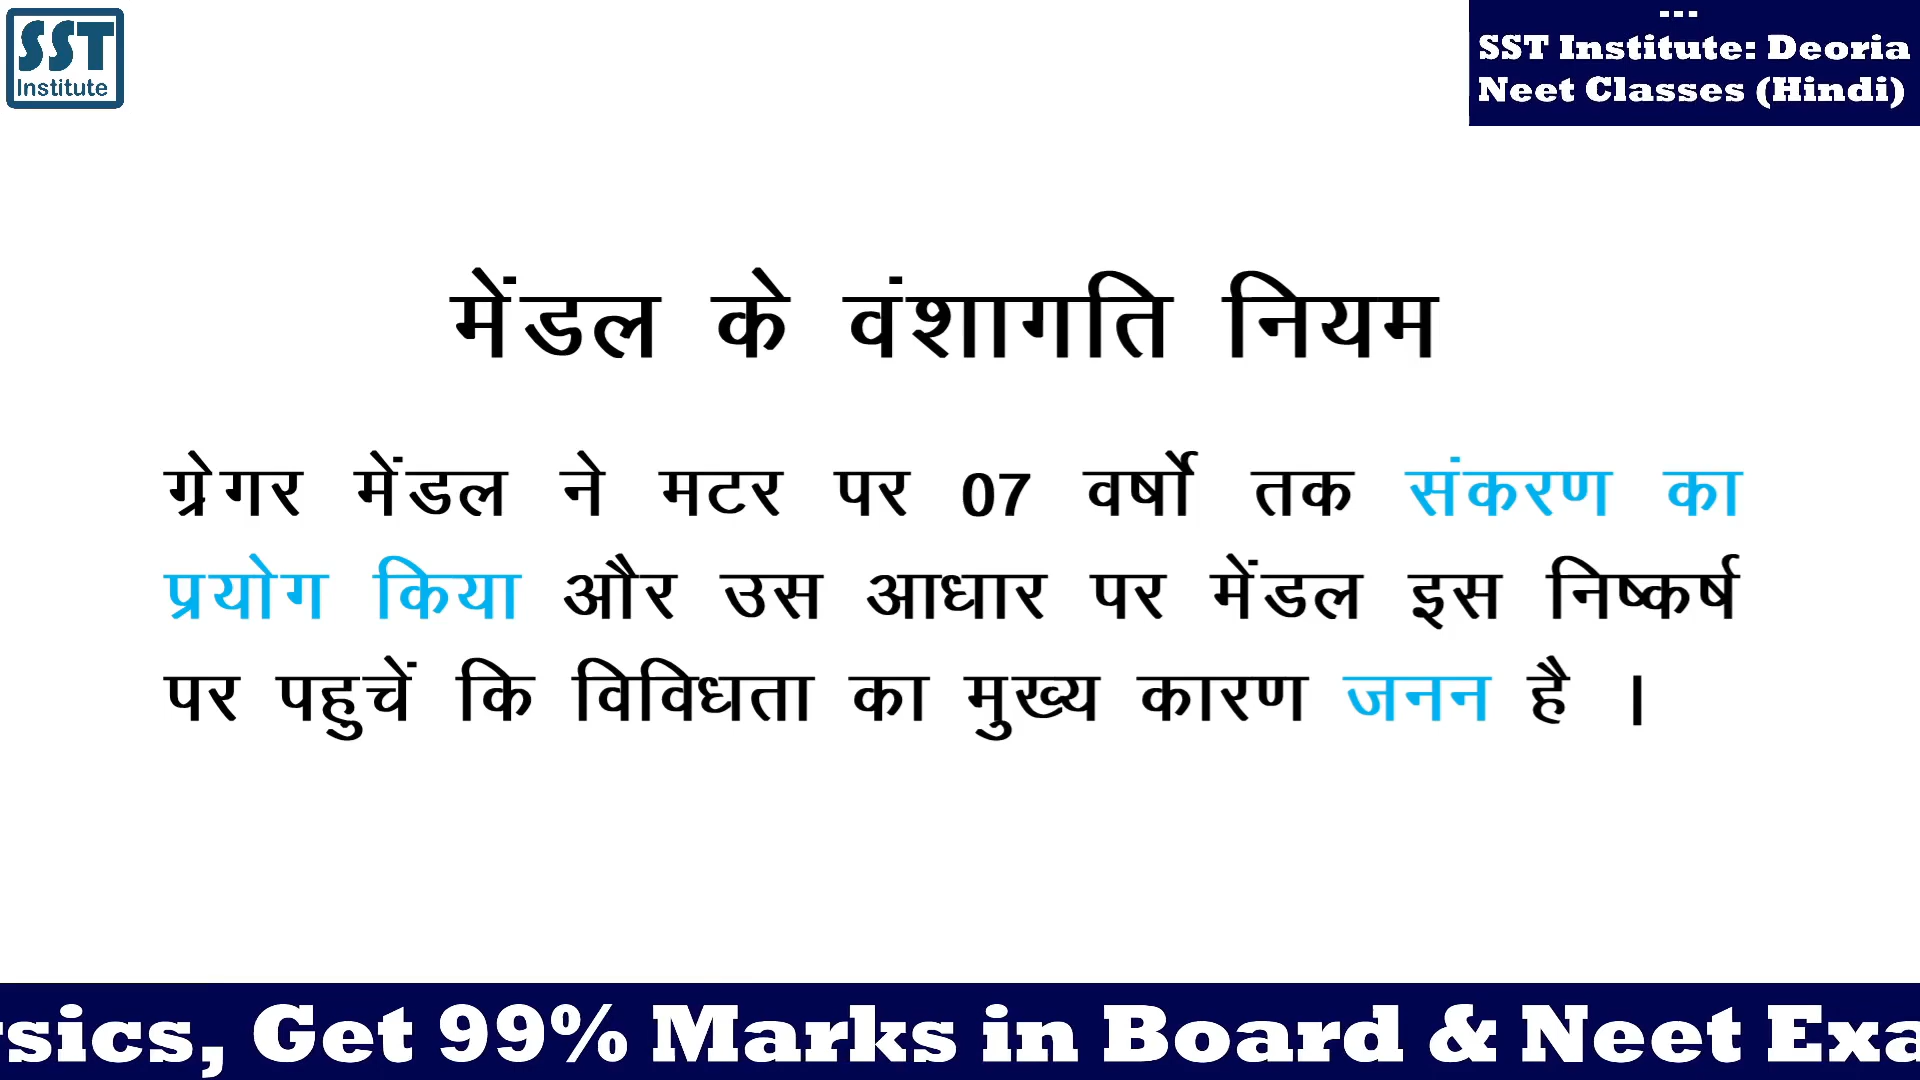 SST
Institute
SST Institute: Deoria
Neet Classes (Hindi)
मेंडल के वंशागति नियम
ग्रेगर मेंडल ने मटर पर 07 वर्षो तक संकरण का
प्रयोग किया और उस आधार पर मेंडल इस निष्कर्ष
पर पहुचें कि विविधता का मुख्य कारण जनन है ।
Get 99% Marks in Board & Neet